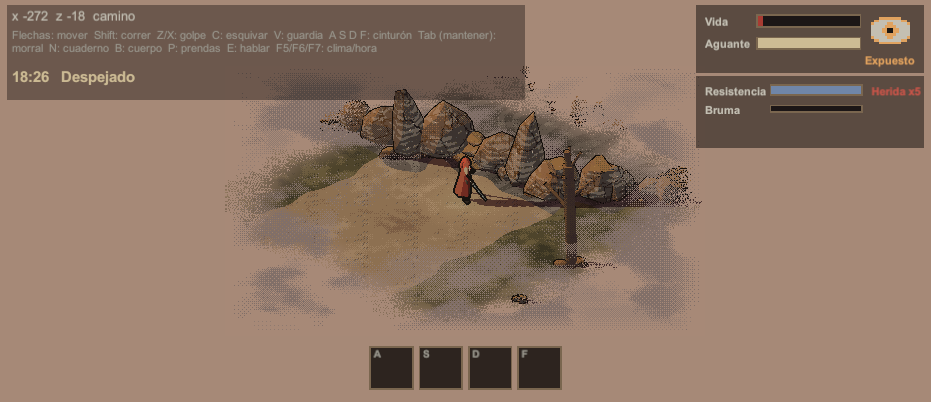 x -272 z -18 camino
Flechas: mover Shift: correr Z/X: golpe C: esquivar V: guardia A S D F: cinturón Tab (mantener):
morral N: cuaderno B: cuerpo P: prendas E: hablar F5/F6/F7: clima/hora
18:26 Despejado
Vida
Aguante
Expuesto
Resistencia Herida x5
Bruma
A S D F